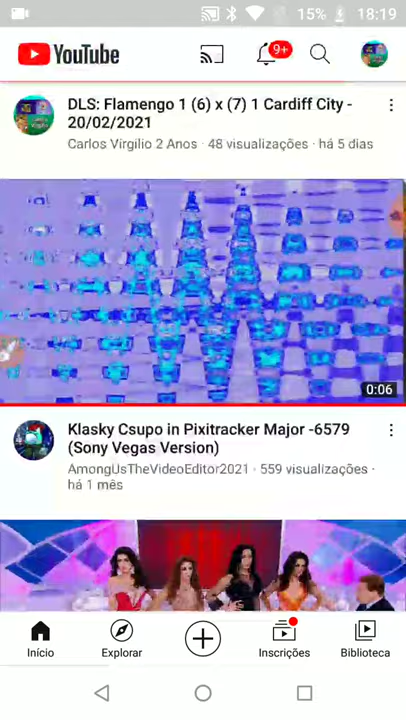 15% 18:19
YouTube 9+
DLS: Flamengo 1 (6) x (7) 1 Cardiff City -
20/02/2021
Carlos Virgílio 2 Anos · 48 visualizações · há 5 dias
0:06
Klasky Csupo in Pixitracker Major -6579
(Sony Vegas Version)
AmongUsTheVideoEditor2021 · 559 visualizações ·
há 1 mês
Início Explorar Inscrições Biblioteca